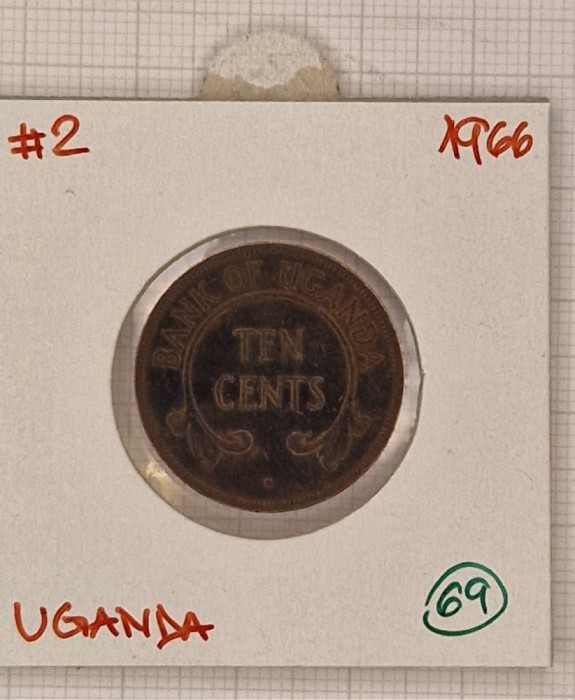 #2
1966
BANK OF UGANDA
TEN
CENTS
UGANDA
69